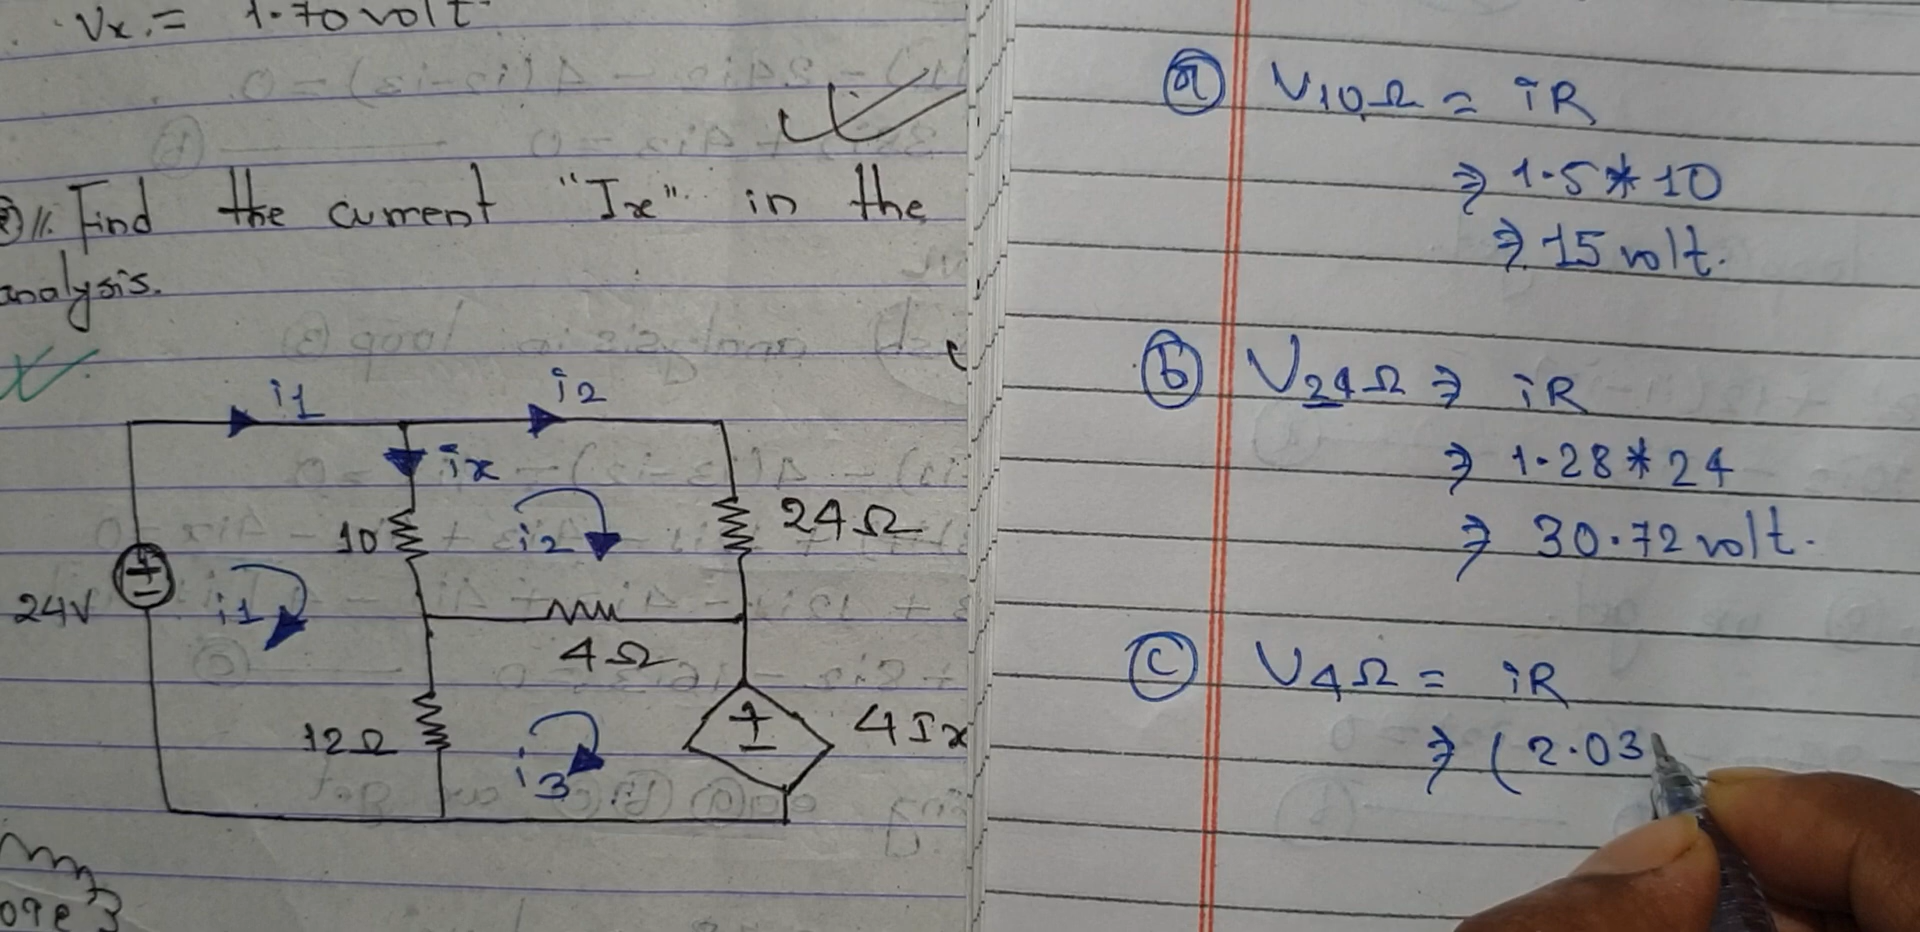 Vx = 1.70 volt
Find the current "Ix" in the
analysis.
i1
i2
ix
10
i2
24Ω
24V
i1
4Ω
12Ω
i3
4Ix
ⓐ V10Ω = iR
⇒ 1.5*10
⇒ 15 volt.
ⓑ V24Ω ⇒ iR
⇒ 1.28*24
⇒ 30.72 volt.
ⓒ V4Ω = iR
⇒ (2.03